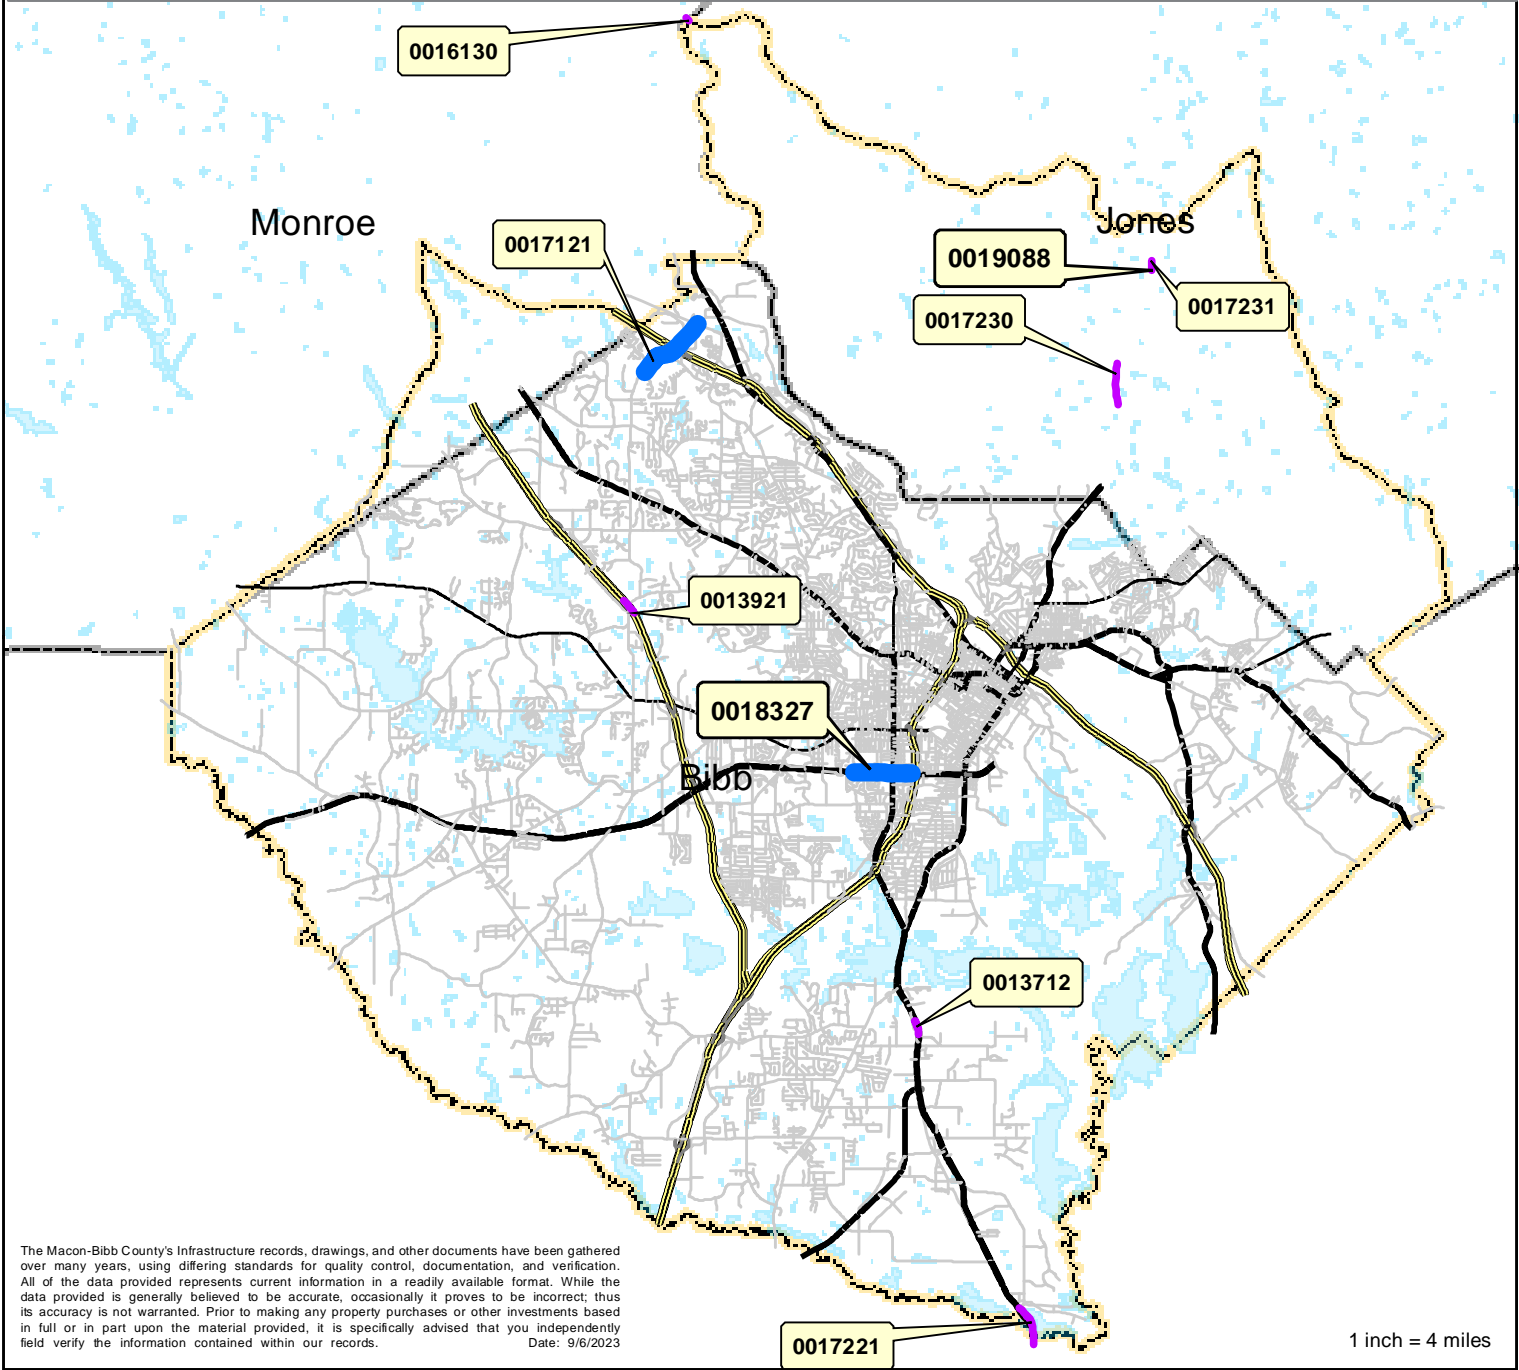 0016130
Monroe
Jones
0017121
0019088
0017231
0017230
0013921
0018327
Bibb
0013712
The Macon-Bibb County's Infrastructure records, drawings, and other documents have been gathered
over many years, using differing standards for quality control, documentation, and verification.
All of the data provided represents current information in a readily available format. While the
data provided is generally believed to be accurate, occasionally it proves to be incorrect; thus
its accuracy is not warranted. Prior to making any property purchases or other investments based
in full or in part upon the material provided, it is specifically advised that you independently
field verify the information contained within our records. Date: 9/6/2023
0017221
1 inch = 4 miles